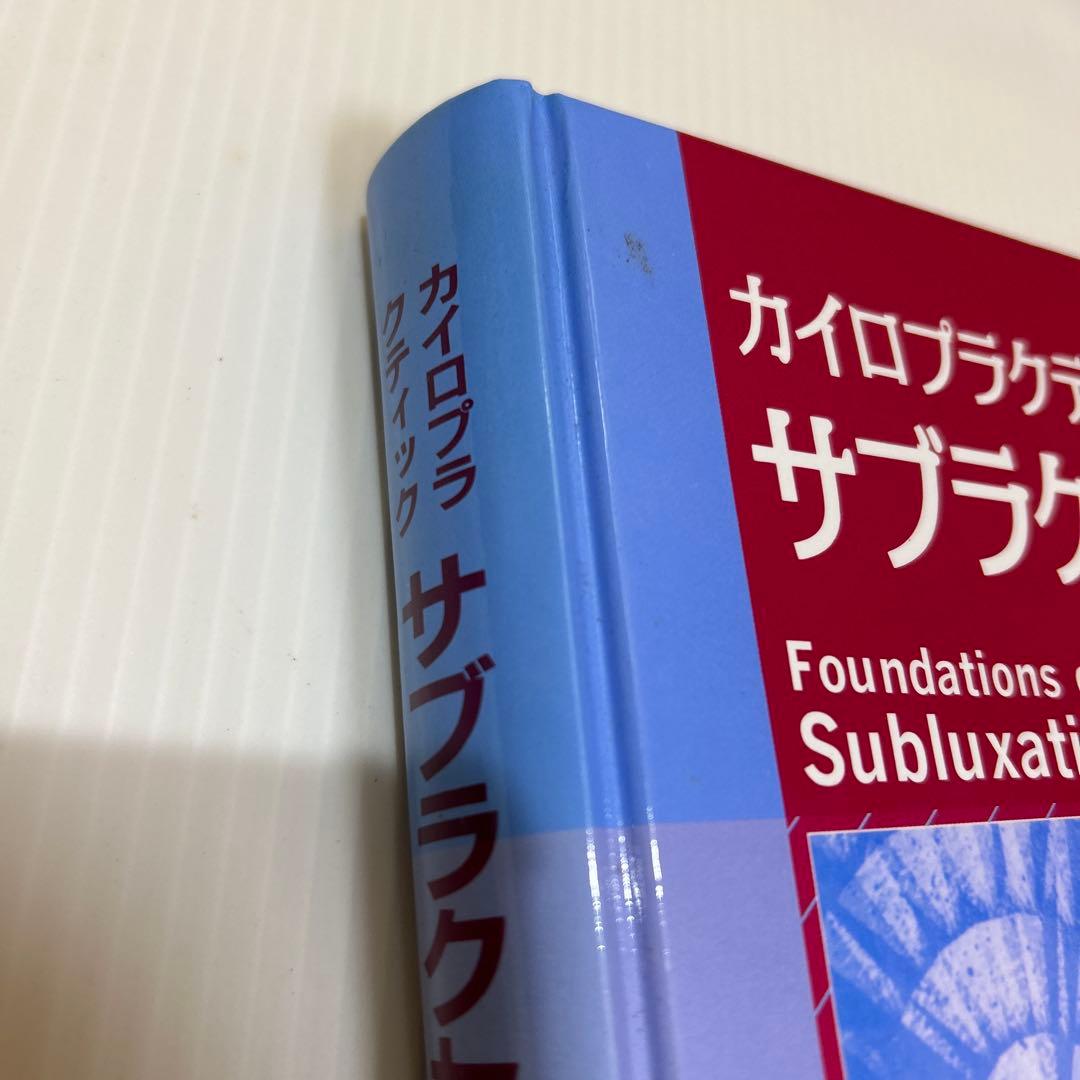 カイロプラ
クティック
サブラク
カイロプラクテ
サブラク
Foundations
Subluxati